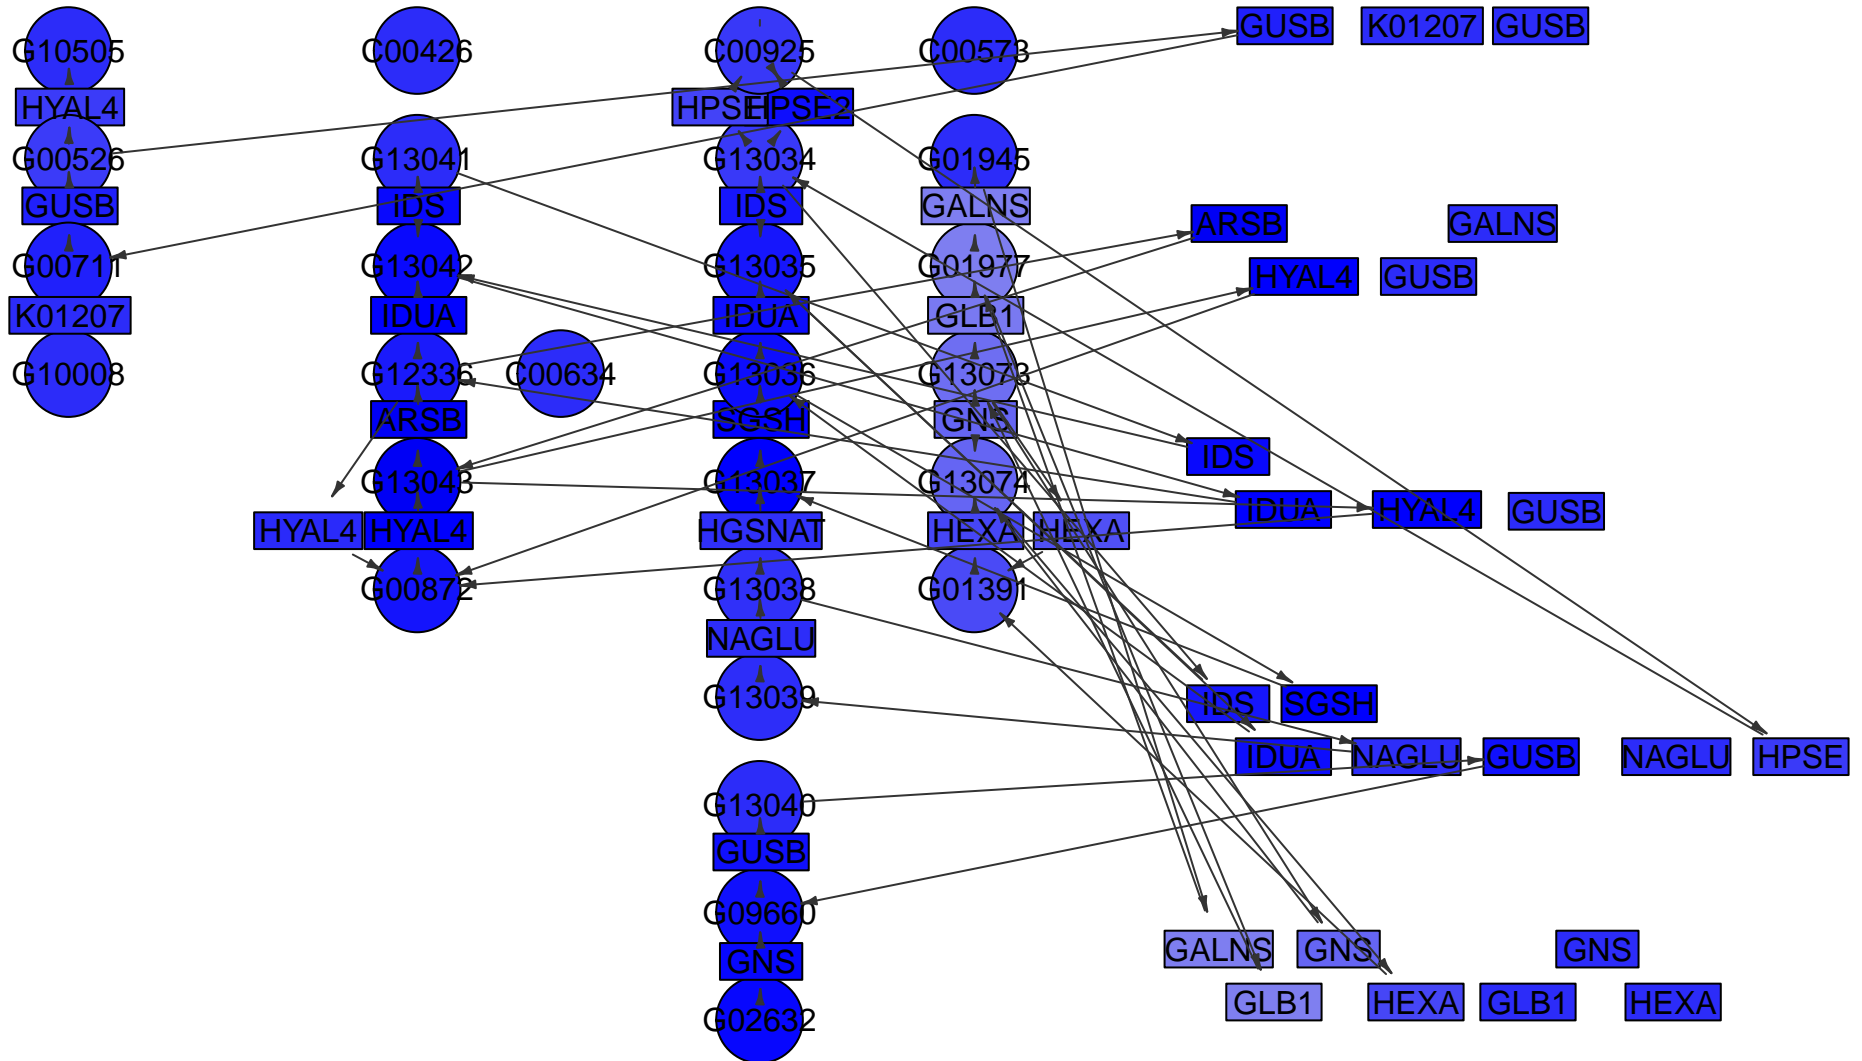 G10505 C00426 C00925 C00573 GUSB K01207 GUSB
HYAL4 HPSE HPSE2
G00526 G13041 G13034 G01945
GUSB IDS IDS GALNS ARSB GALNS
G00711 G13042 G13035 G01977 HYAL4 GUSB
K01207 IDUA IDUA GLB1
G10008 G12336 C00634 G13036 G13073
ARSB SGSH GNS IDS
G13043 G13037 G13074 IDUA HYAL4 GUSB
HYAL4 HYAL4 HGSNAT HEXA HEXA
G00872 G13038 G01391
NAGLU
G13039 IDS SGSH
IDUA NAGLU GUSB NAGLU HPSE
G13040
GUSB
G09660
GNS GALNS GNS GNS
G02632 GLB1 HEXA GLB1 HEXA